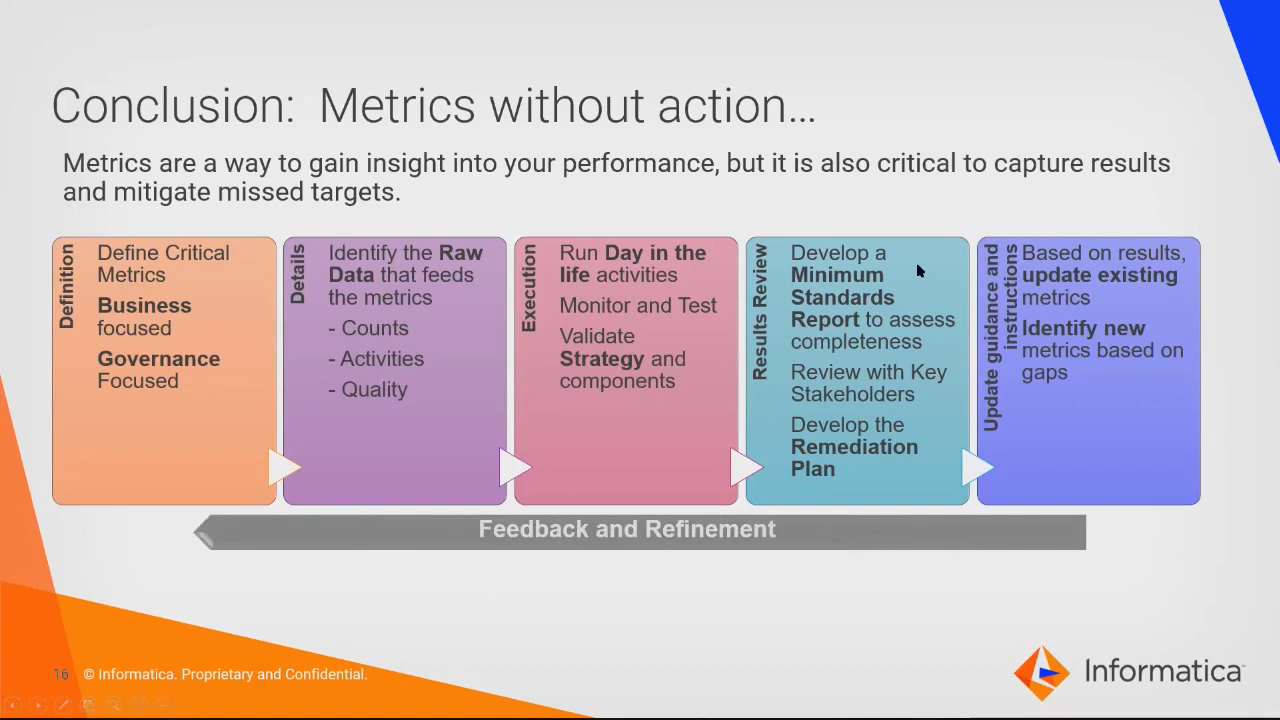 Conclusion: Metrics without action...
Metrics are a way to gain insight into your performance, but it is also critical to capture results
and mitigate missed targets.
Definition
Define Critical
Metrics
Business
focused
Governance
Focused
Details
Identify the Raw
Data that feeds
the metrics
- Counts
- Activities
- Quality
Execution
Run Day in the
life activities
Monitor and Test
Validate
Strategy and
components
Results Review
Develop a
Minimum
Standards
Report to assess
completeness
Review with Key
Stakeholders
Develop the
Remediation
Plan
Update guidance and
instructions
Based on results,
update existing
metrics
Identify new
metrics based on
gaps
Feedback and Refinement
16 © Informatica. Proprietary and Confidential.
Informatica